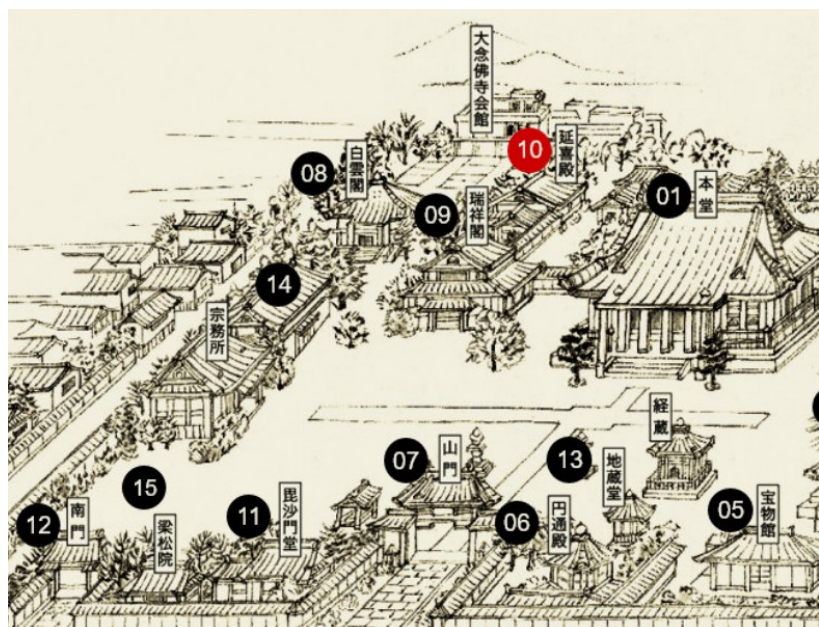 大念佛寺会館
10
延喜殿
白雲閣
08
01
本堂
09
瑞祥閣
14
宗務所
経蔵
07
山門
13
地蔵堂
15
12
南門
梁松院
11
毘沙門堂
06
円通殿
05
宝物館